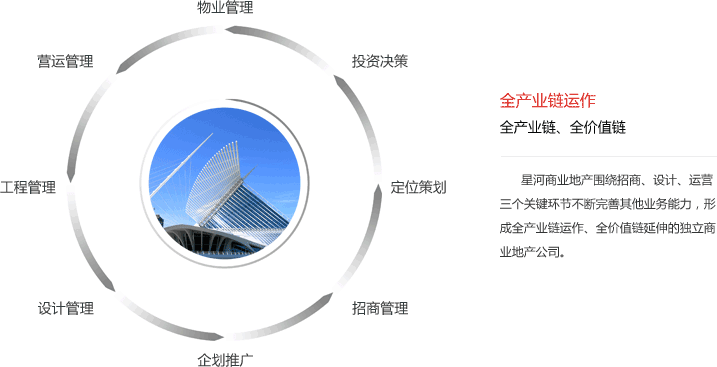 物业管理
投资决策
定位策划
招商管理
企划推广
设计管理
工程管理
营运管理
全产业链运作
全产业链、全价值链
星河商业地产围绕招商、设计、运营
三个关键环节不断完善其他业务能力，形
成全产业链运作、全价值链延伸的独立商
业地产公司。